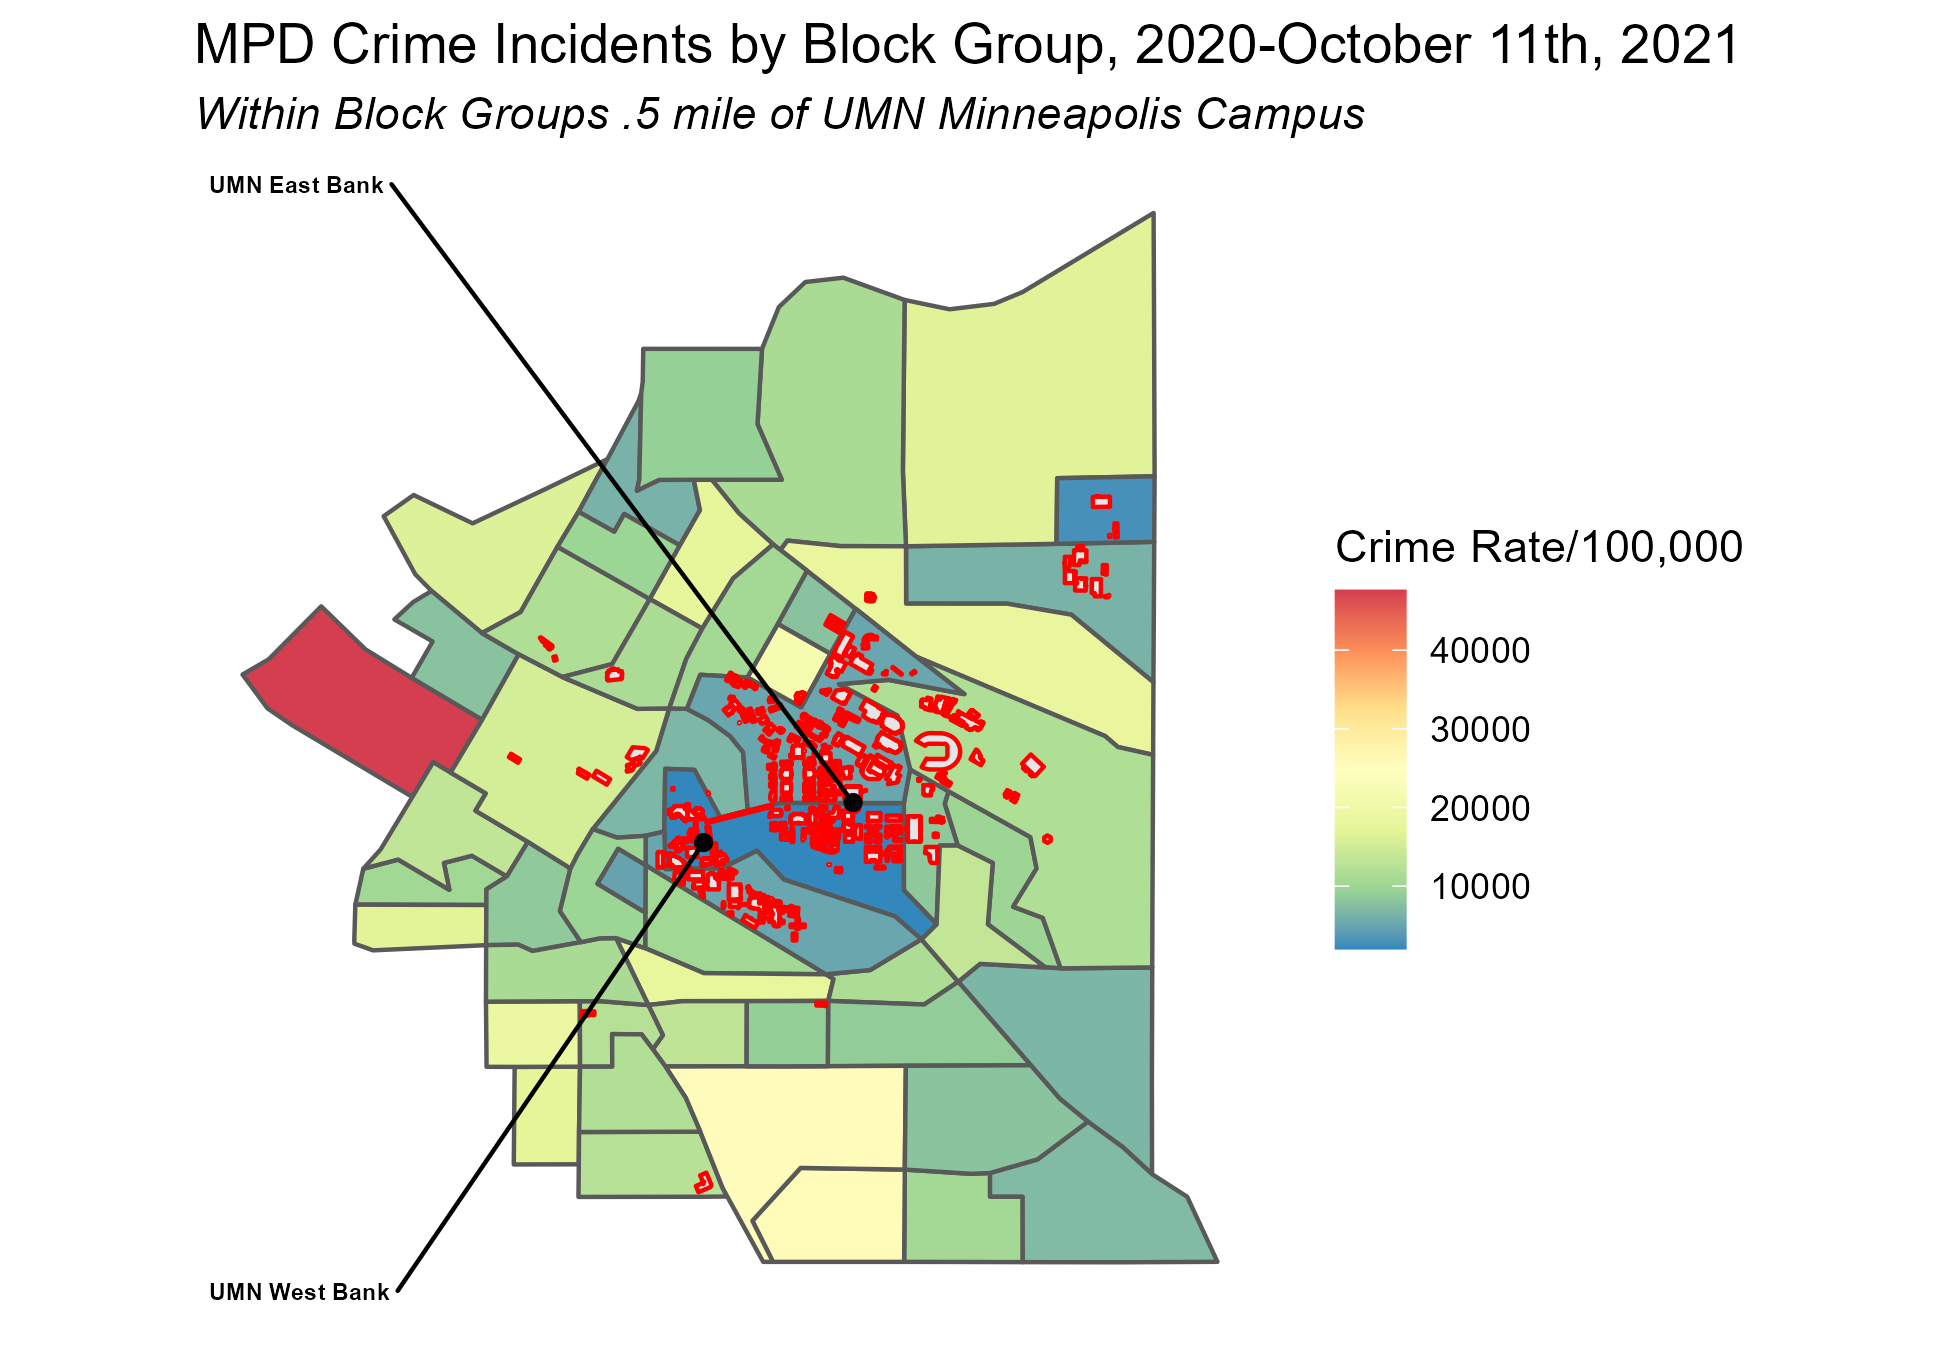 MPD Crime Incidents by Block Group, 2020-October 11th, 2021
Within Block Groups .5 mile of UMN Minneapolis Campus
UMN East Bank
Crime Rate/100,000
40000
30000
20000
10000
UMN West Bank